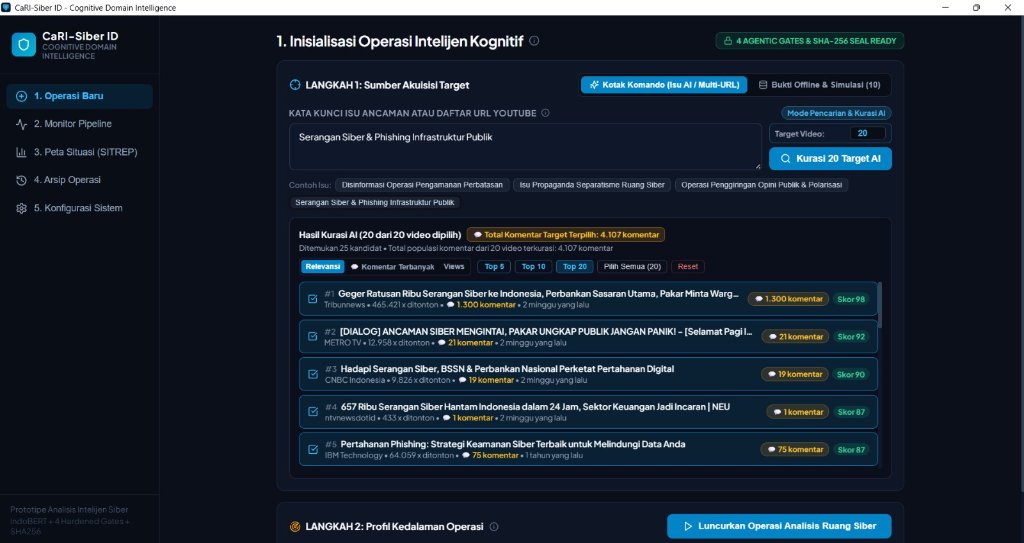 CaRI-Siber ID - Cognitive Domain Intelligence
CaRI-Siber ID
COGNITIVE DOMAIN
INTELLIGENCE
1. Operasi Baru
2. Monitor Pipeline
3. Peta Situasi (SITREP)
4. Arsip Operasi
5. Konfigurasi Sistem
Prototipe Analisis Intelijen Siber
IndoBERT + 4 Hardened Gates +
SHA256
1. Inisialisasi Operasi Intelijen Kognitif
4 AGENTIC GATES & SHA-256 SEAL READY
LANGKAH 1: Sumber Akuisisi Target
Kotak Komando (Isu AI / Multi-URL)
Bukti Offline & Simulasi (10)
KATA KUNCI ISU ANCAMAN ATAU DAFTAR URL YOUTUBE
Mode Pencarian & Kurasi AI
Serangan Siber & Phishing Infrastruktur Publik
Target Video: 20
Kurasi 20 Target AI
Contoh Isu: Disinformasi Operasi Pengamanan Perbatasan Isu Propaganda Separatisme Ruang Siber Operasi Penggiringan Opini Publik & Polarisasi
Serangan Siber & Phishing Infrastruktur Publik
Hasil Kurasi AI (20 dari 20 video dipilih) Total Komentar Target Terpilih: 4.107 komentar
Ditemukan 25 kandidat • Total populasi komentar dari 20 video terkurasi: 4.107 komentar
Relevansi Komentar Terbanyak Views Top 5 Top 10 Top 20 Pilih Semua (20) Reset
#1 Geger Ratusan Ribu Serangan Siber ke Indonesia, Perbankan Sasaran Utama, Pakar Minta Warg... 1.300 komentar Skor 98
Tribunnews • 465.421 x ditonton • 1.300 komentar • 2 minggu yang lalu
#2 [DIALOG] ANCAMAN SIBER MENGINTAI, PAKAR UNGKAP PUBLIK JANGAN PANIK! - [Selamat Pagi I... 21 komentar Skor 92
METRO TV • 12.958 x ditonton • 21 komentar • 2 minggu yang lalu
#3 Hadapi Serangan Siber, BSSN & Perbankan Nasional Perketat Pertahanan Digital 19 komentar Skor 90
CNBC Indonesia • 9.826 x ditonton • 19 komentar • 2 minggu yang lalu
#4 657 Ribu Serangan Siber Hantam Indonesia dalam 24 Jam, Sektor Keuangan Jadi Incaran | NEU 1 komentar Skor 87
ntvnewsdotid • 433 x ditonton • 1 komentar • 2 minggu yang lalu
#5 Pertahanan Phishing: Strategi Keamanan Siber Terbaik untuk Melindungi Data Anda 75 komentar Skor 87
IBM Technology • 64.059 x ditonton • 75 komentar • 1 tahun yang lalu
LANGKAH 2: Profil Kedalaman Operasi
Luncurkan Operasi Analisis Ruang Siber